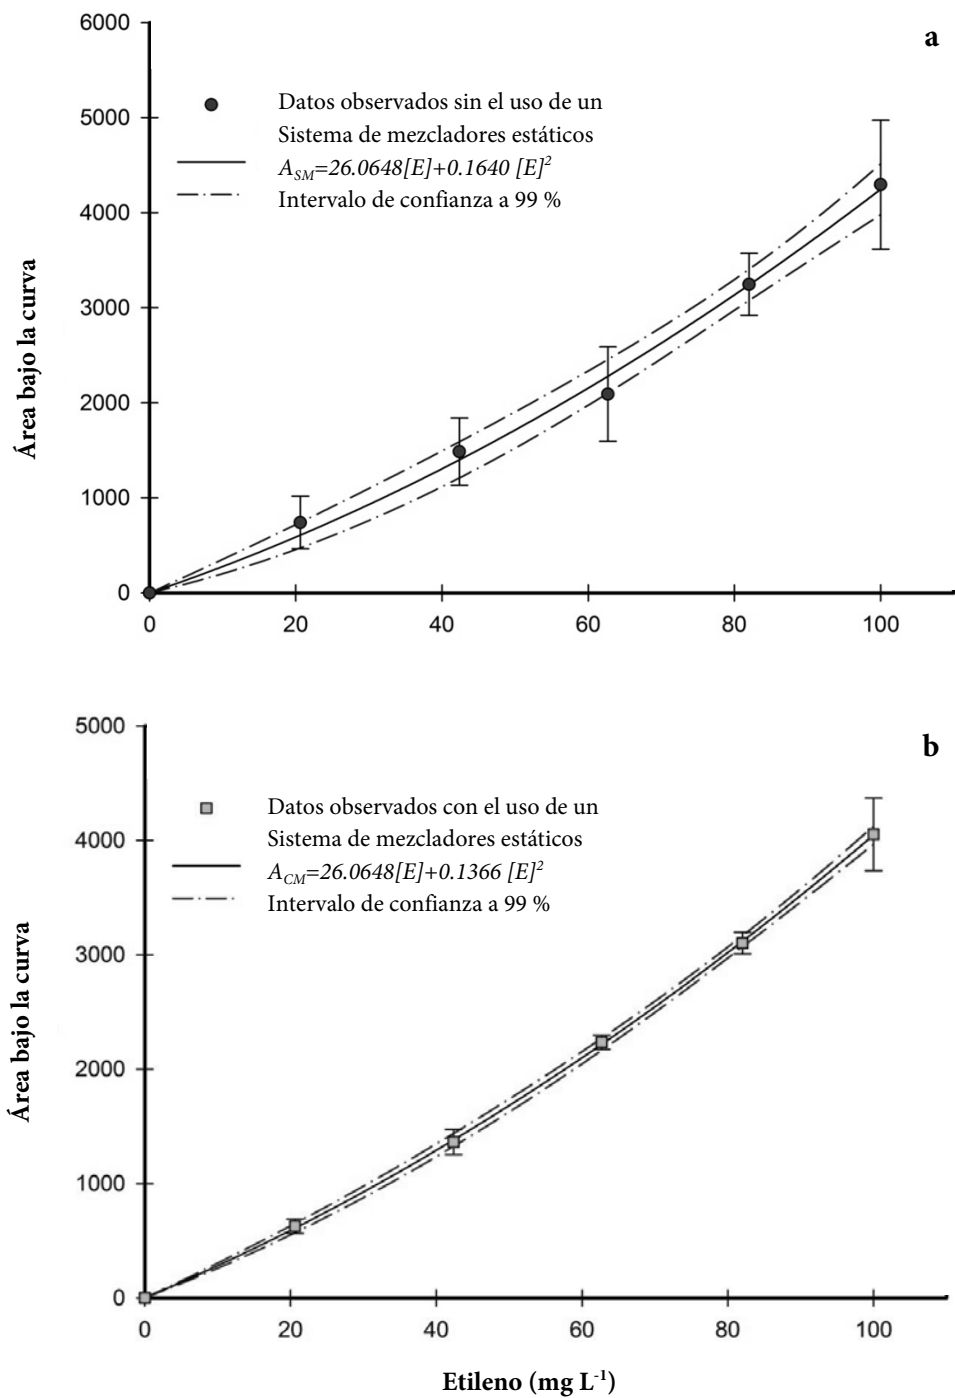 6000
a
5000
4000
3000
2000
1000
0
Datos observados sin el uso de un
Sistema de mezcladores estáticos
A_SM=26.0648[E]+0.1640 [E]²
Intervalo de confianza a 99 %
Área bajo la curva
0 20 40 60 80 100
5000
b
4000
3000
2000
1000
0
Datos observados con el uso de un
Sistema de mezcladores estáticos
A_CM=26.0648[E]+0.1366 [E]²
Intervalo de confianza a 99 %
Área bajo la curva
0 20 40 60 80 100
Etileno (mg L⁻¹)